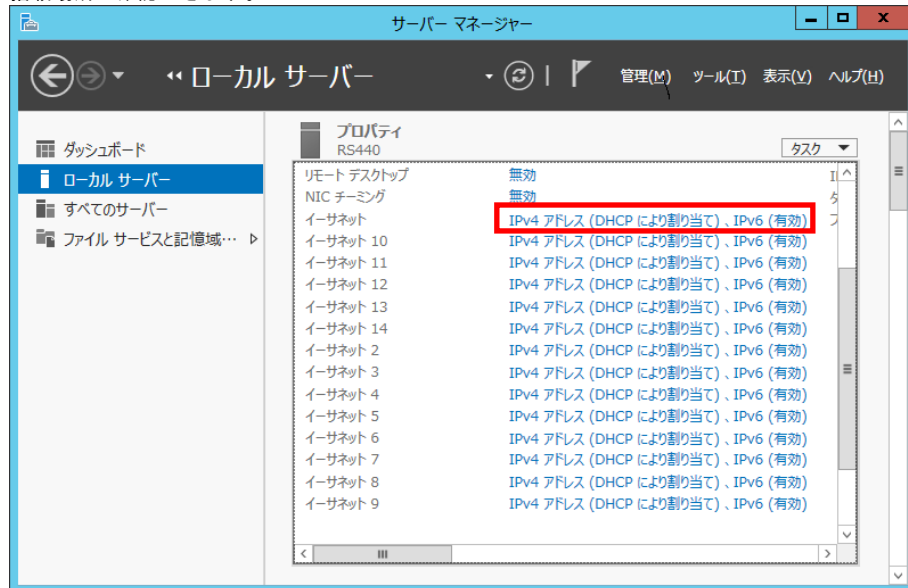 サーバー マネージャー
ローカル サーバー
管理(M) ツール(T) 表示(V) ヘルプ(H)
ダッシュボード
ローカル サーバー
すべてのサーバー
ファイル サービスと記憶域…
プロパティ
RS440
タスク
リモート デスクトップ 無効
NIC チーミング 無効
イーサネット IPv4 アドレス (DHCP により割り当て)、IPv6 (有効)
イーサネット 10 IPv4 アドレス (DHCP により割り当て)、IPv6 (有効)
イーサネット 11 IPv4 アドレス (DHCP により割り当て)、IPv6 (有効)
イーサネット 12 IPv4 アドレス (DHCP により割り当て)、IPv6 (有効)
イーサネット 13 IPv4 アドレス (DHCP により割り当て)、IPv6 (有効)
イーサネット 14 IPv4 アドレス (DHCP により割り当て)、IPv6 (有効)
イーサネット 2 IPv4 アドレス (DHCP により割り当て)、IPv6 (有効)
イーサネット 3 IPv4 アドレス (DHCP により割り当て)、IPv6 (有効)
イーサネット 4 IPv4 アドレス (DHCP により割り当て)、IPv6 (有効)
イーサネット 5 IPv4 アドレス (DHCP により割り当て)、IPv6 (有効)
イーサネット 6 IPv4 アドレス (DHCP により割り当て)、IPv6 (有効)
イーサネット 7 IPv4 アドレス (DHCP により割り当て)、IPv6 (有効)
イーサネット 8 IPv4 アドレス (DHCP により割り当て)、IPv6 (有効)
イーサネット 9 IPv4 アドレス (DHCP により割り当て)、IPv6 (有効)